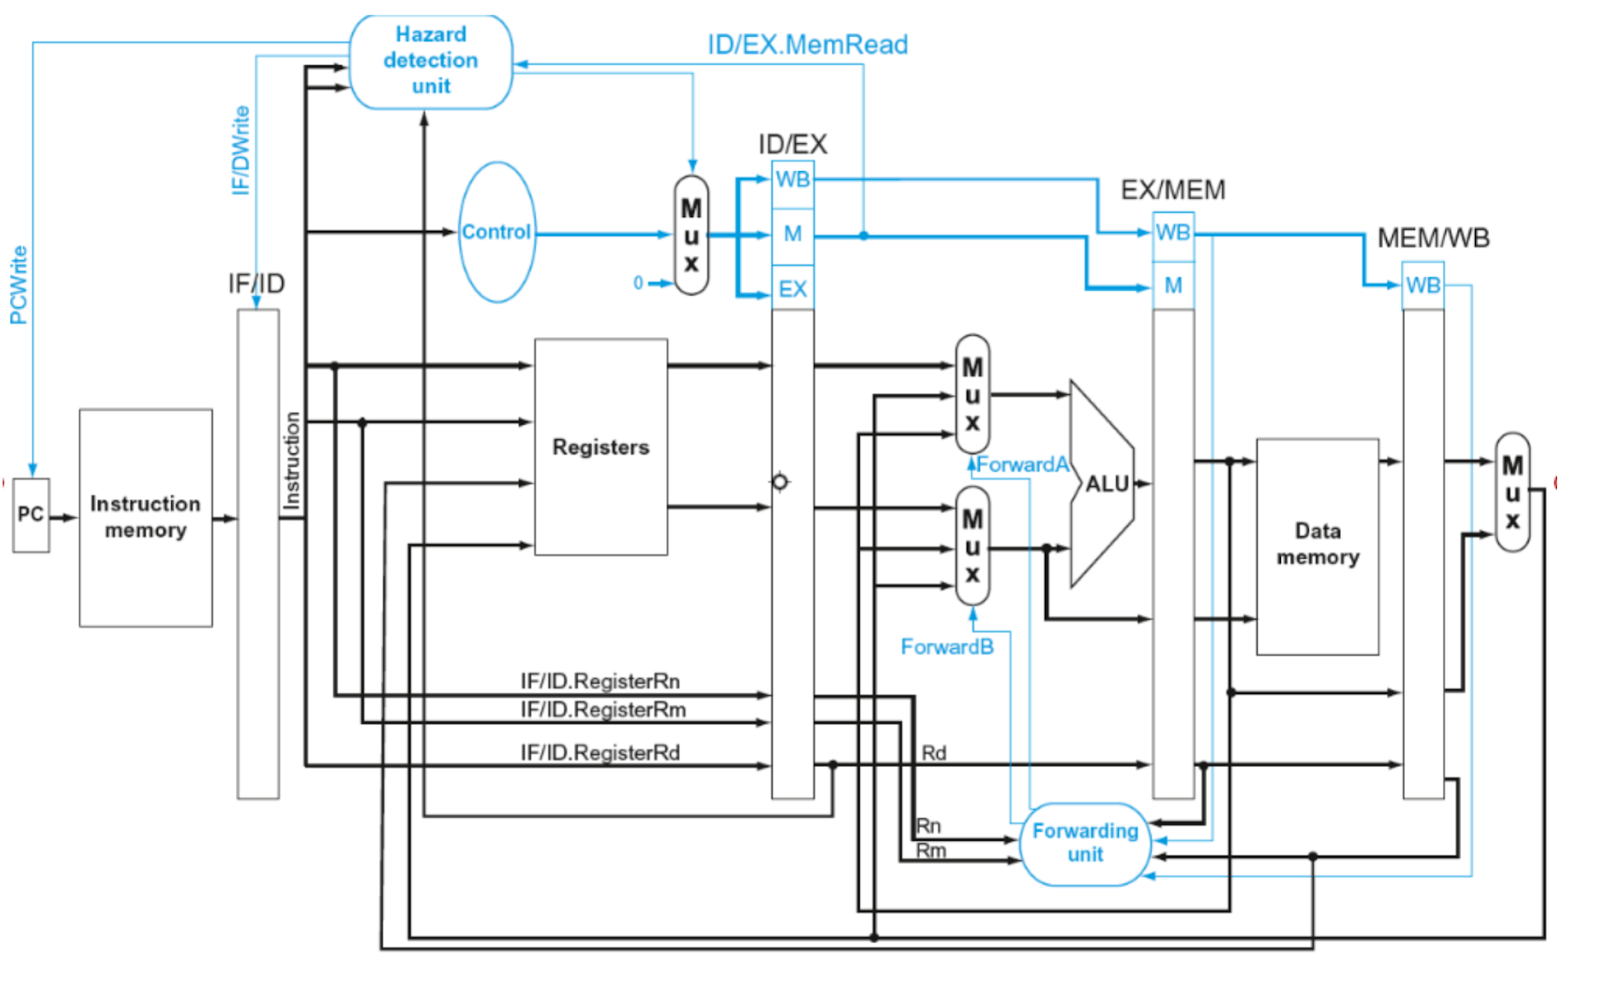 Hazard
detection
unit
ID/EX.MemRead
IF/DWrite
PCWrite
ID/EX
WB
M
EX
Control
M
u
x
0
EX/MEM
WB
M
MEM/WB
WB
IF/ID
Instruction
PC
Instruction
memory
Registers
M
u
x
ForwardA
M
u
x
ForwardB
ALU
Data
memory
M
u
x
IF/ID.RegisterRn
IF/ID.RegisterRm
IF/ID.RegisterRd
Rd
Rn
Rm
Forwarding
unit